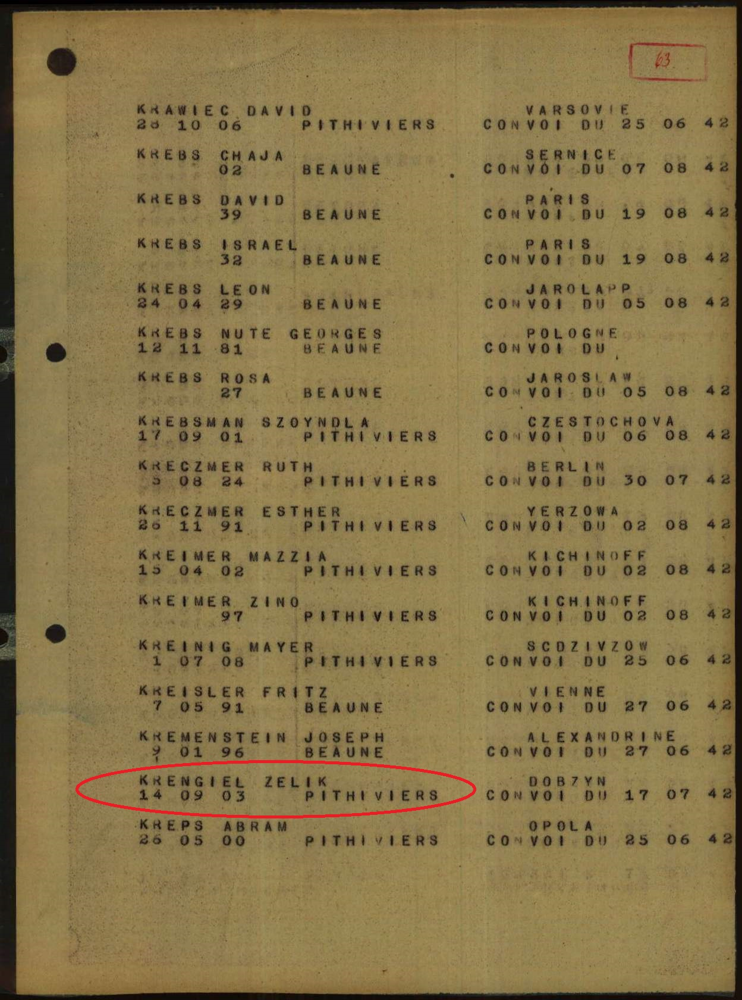 63
KRAWIEC DAVID VARSOVIE
28 10 06 PITHIVIERS CONVOI DU 25 06 42
KREBS CHAJA SERNICE
02 BEAUNE CONVOI DU 07 08 42
KREBS DAVID PARIS
39 BEAUNE CONVOI DU 19 08 42
KREBS ISRAEL PARIS
32 BEAUNE CONVOI DU 19 08 42
KREBS LEON JAROLAPP
24 04 29 BEAUNE CONVOI DU 05 08 42
KREBS NUTE GEORGES POLOGNE
12 11 81 BEAUNE CONVOI DU
KREBS ROSA JAROSLAW
27 BEAUNE CONVOI DU 05 08 42
KREBSMAN SZOYNDLA CZESTOCHOVA
17 09 01 PITHIVIERS CONVOI DU 06 08 42
KRECZMER RUTH BERLIN
08 24 PITHIVIERS CONVOI DU 30 07 42
KRECZMER ESTHER YERZOWA
26 11 91 PITHIVIERS CONVOI DU 02 08 42
KREIMER MAZZIA KICHINOFF
15 04 02 PITHIVIERS CONVOI DU 02 08 42
KREIMER ZINO KICHINOFF
97 PITHIVIERS CONVOI DU 02 08 42
KREINIG MAYER SCDZIVZOW
1 07 08 PITHIVIERS CONVOI DU 25 06 42
KREISLER FRITZ VIENNE
7 05 91 BEAUNE CONVOI DU 27 06 42
KREMENSTEIN JOSEPH ALEXANDRINE
9 01 96 BEAUNE CONVOI DU 27 06 42
KRENGIEL ZELIK DOBZYN
14 09 03 PITHIVIERS CONVOI DU 17 07 42
KREPS ABRAM OPOLA
26 05 00 PITHIVIERS CONVOI DU 25 06 42